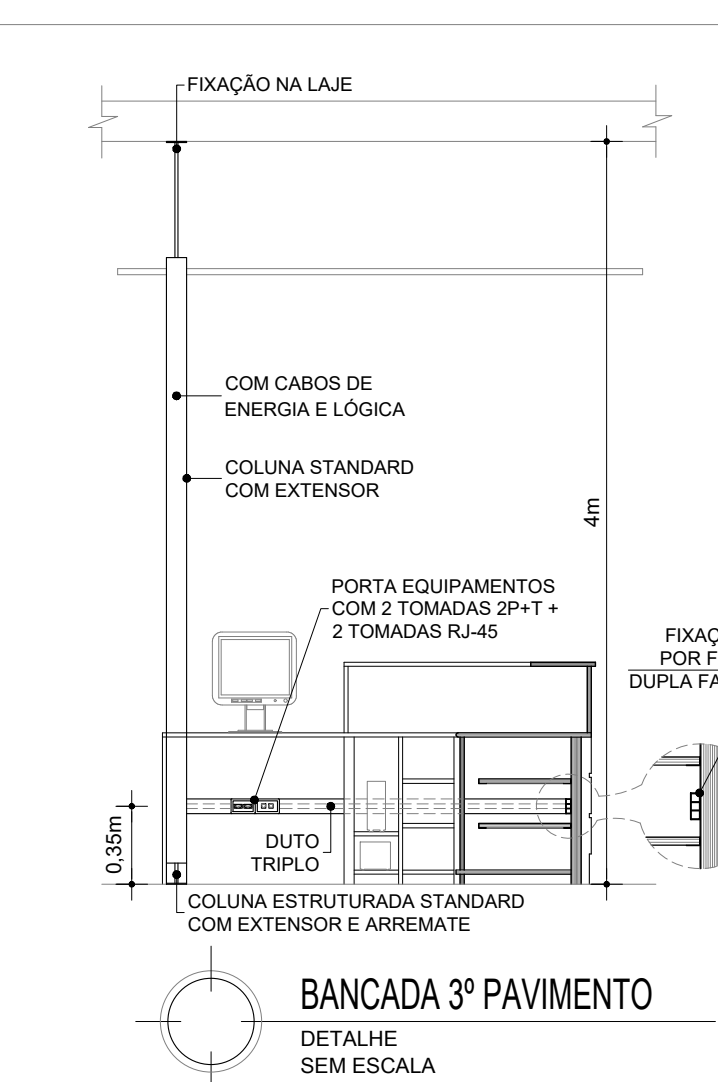 FIXAÇÃO NA LAJE
COM CABOS DE
ENERGIA E LÓGICA
COLUNA STANDARD
COM EXTENSOR
4m
PORTA EQUIPAMENTOS
COM 2 TOMADAS 2P+T +
2 TOMADAS RJ-45
POR
DUPLA
0,35m
DUTO
TRIPLO
COLUNA ESTRUTURADA STANDARD
COM EXTENSOR E ARREMATE
BANCADA 3º PAVIMENTO
DETALHE
SEM ESCALA